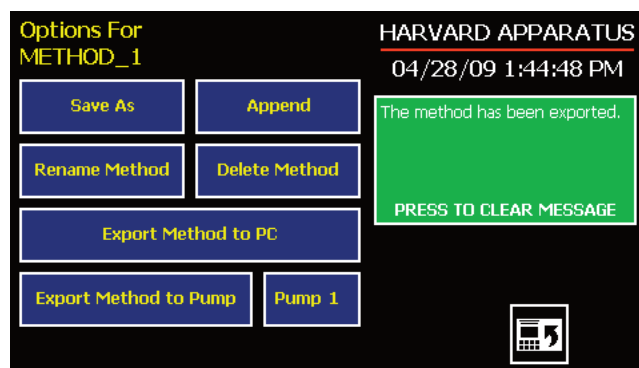 Options For
METHOD_1
Save As
Append
Rename Method
Delete Method
Export Method to PC
Export Method to Pump
Pump 1
HARVARD APPARATUS
04/28/09 1:44:48 PM
The method has been exported.
PRESS TO CLEAR MESSAGE